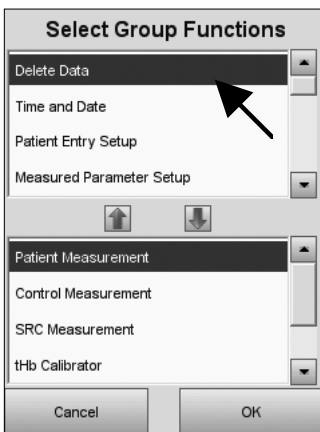 Select Group Functions
Delete Data
Time and Date
Patient Entry Setup
Measured Parameter Setup
Patient Measurement
Control Measurement
SRC Measurement
tHb Calibrator
Cancel OK